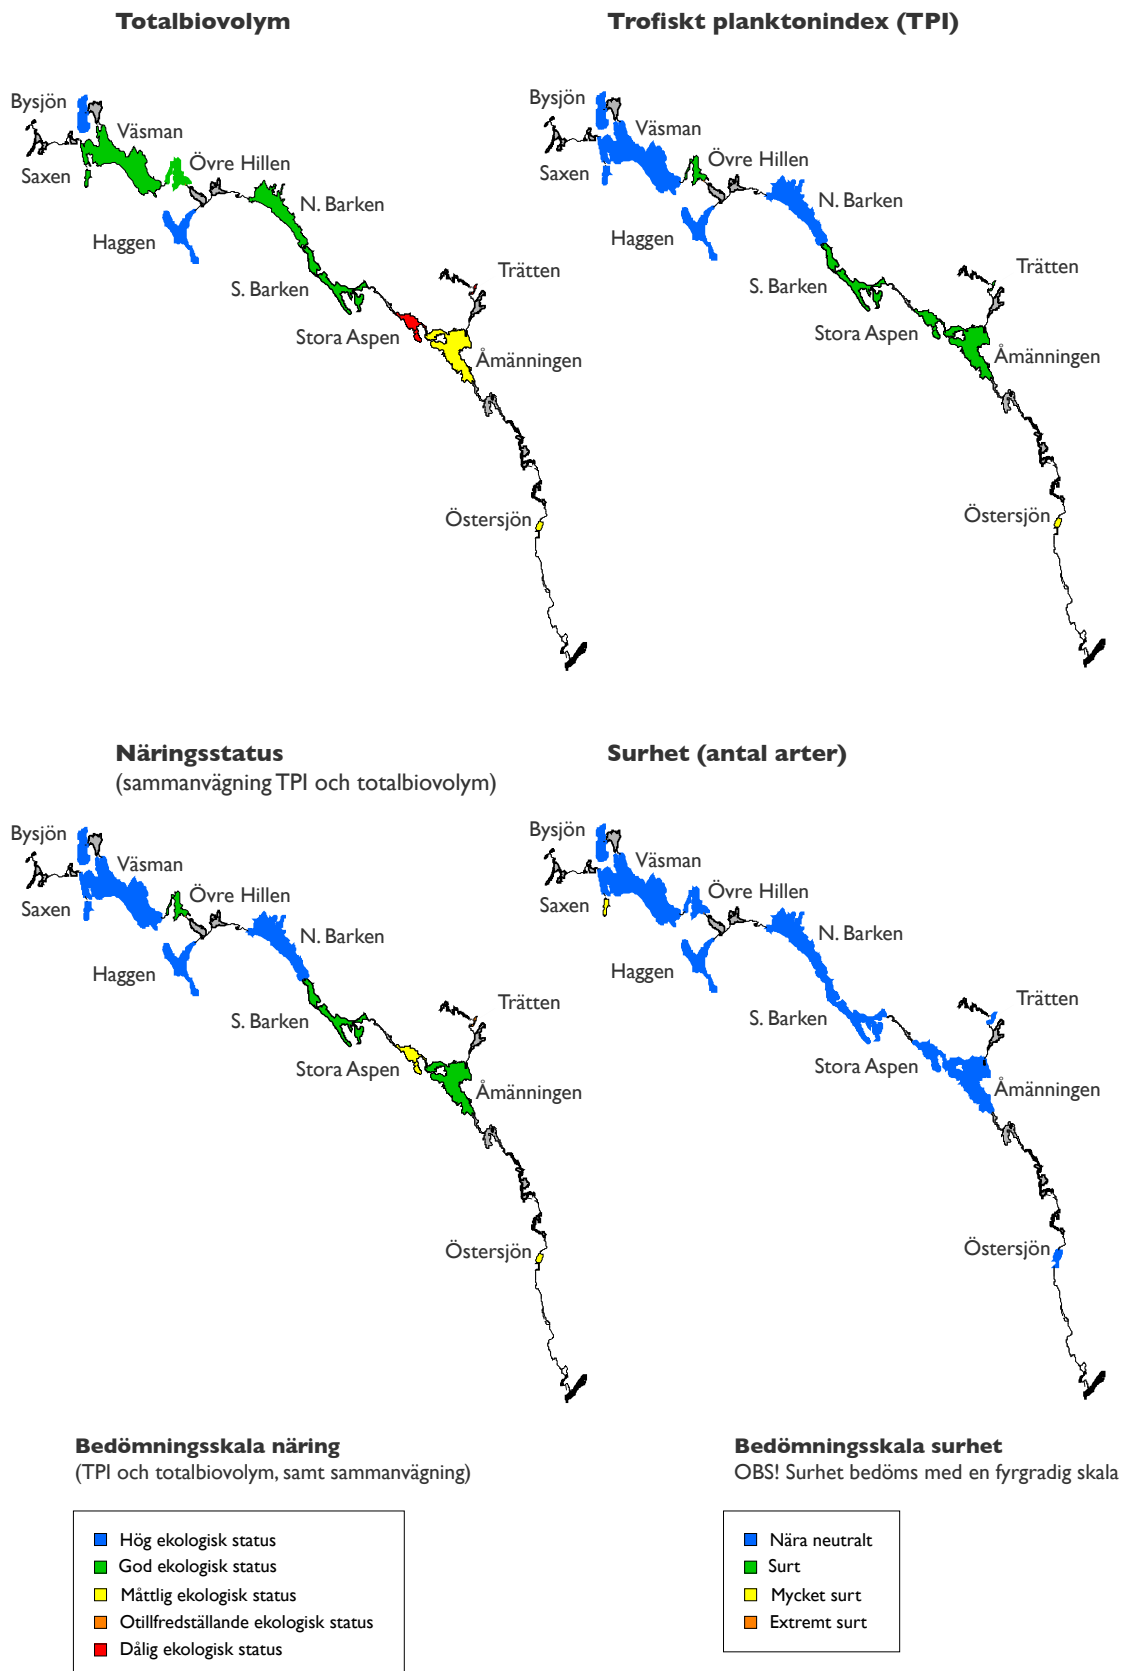 Totalbiovolym
Bysjön
Väsman
Saxen
Övre Hillen
N. Barken
Haggen
Trätten
S. Barken
Stora Aspen
Åmänningen
Östersjön
Trofiskt planktonindex (TPI)
Bysjön
Väsman
Saxen
Övre Hillen
N. Barken
Haggen
Trätten
S. Barken
Stora Aspen
Åmänningen
Östersjön
Näringsstatus
(sammanvägning TPI och totalbiovolym)
Bysjön
Väsman
Saxen
Övre Hillen
N. Barken
Haggen
Trätten
S. Barken
Stora Aspen
Åmänningen
Östersjön
Surhet (antal arter)
Bysjön
Väsman
Saxen
Övre Hillen
N. Barken
Haggen
Trätten
S. Barken
Stora Aspen
Åmänningen
Östersjön
Bedömningsskala näring
(TPI och totalbiovolym, samt sammanvägning)
Hög ekologisk status
God ekologisk status
Måttlig ekologisk status
Otillfredställande ekologisk status
Dålig ekologisk status
Bedömningsskala surhet
OBS! Surhet bedöms med en fyrgradig skala
Nära neutralt
Surt
Mycket surt
Extremt surt